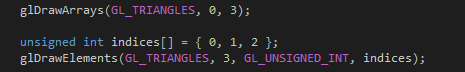 glDrawArrays(GL_TRIANGLES, 0, 3);
unsigned int indices[] = { 0, 1, 2 };
glDrawElements(GL_TRIANGLES, 3, GL_UNSIGNED_INT, indices);